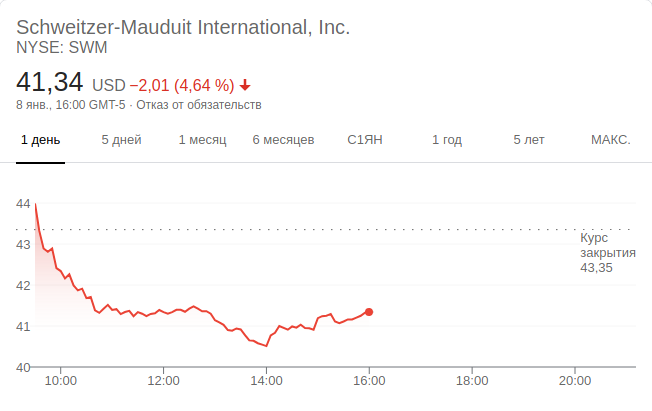 Schweitzer-Mauduit International, Inc.
NYSE: SWM
41,34 USD −2,01 (4,64 %)
8 янв., 16:00 GMT-5 · Отказ от обязательств
1 день 5 дней 1 месяц 6 месяцев С1ЯН 1 год 5 лет МАКС.
44
43
42
41
40
Курс
закрытия
43,35
10:00 12:00 14:00 16:00 18:00 20:00